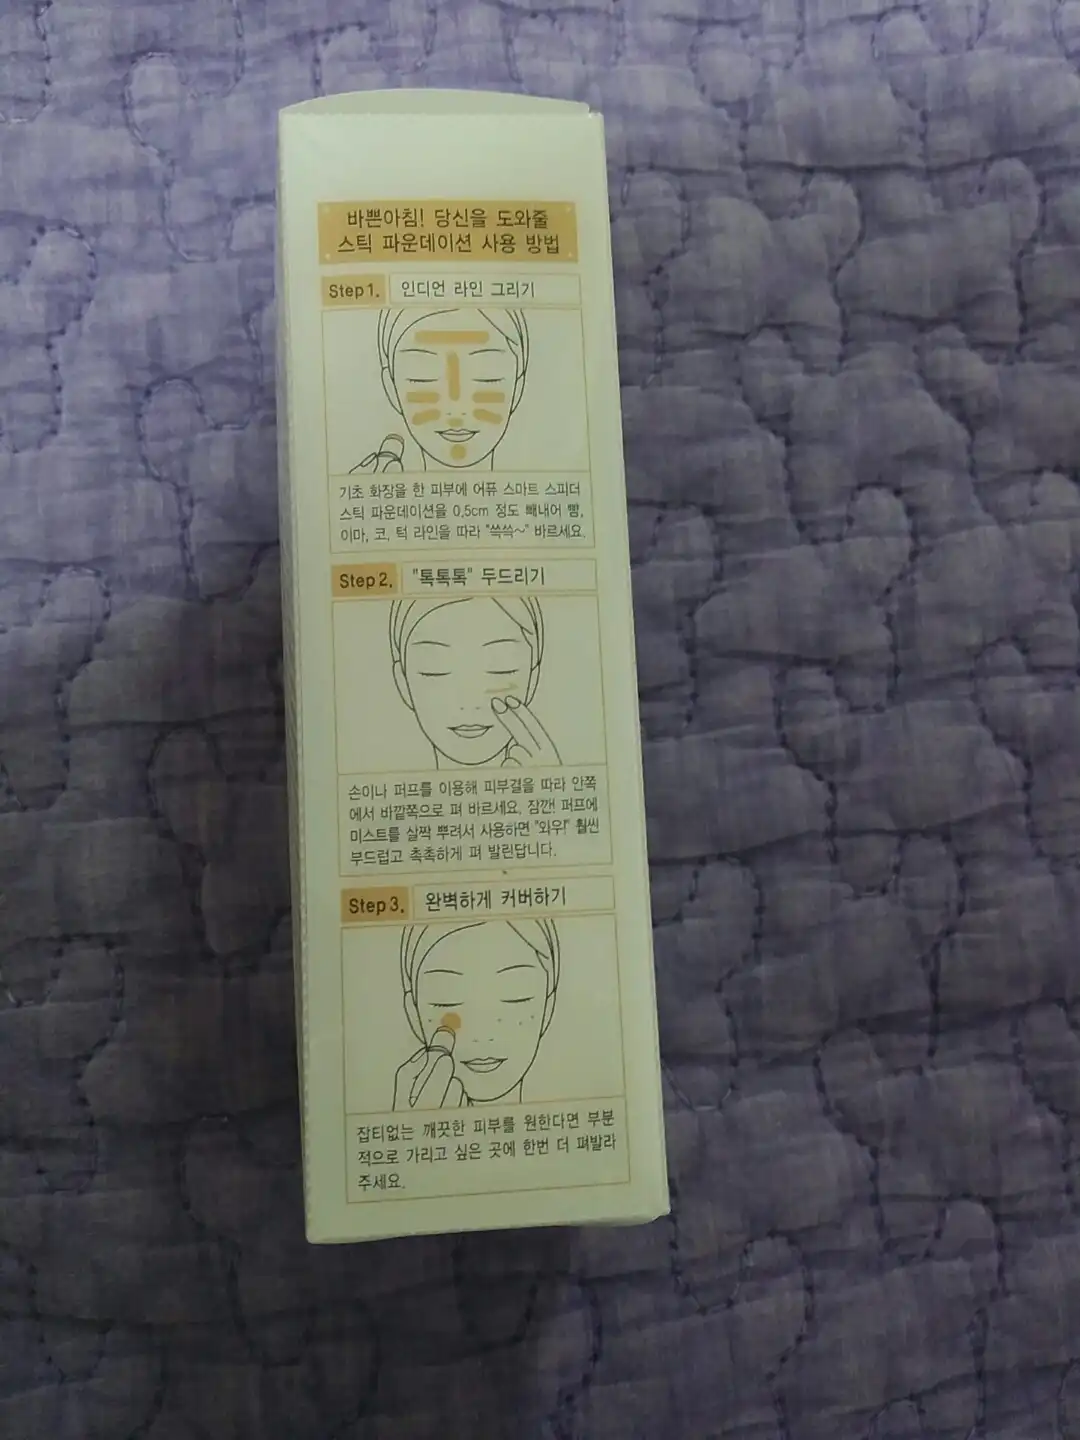 바쁜아침! 당신을 도와줄
스틱 파운데이션 사용 방법
Step1. 인디언 라인 그리기
기초 화장을 한 피부에 어퓨 스마트 스피더
스틱 파운데이션을 0.5cm 정도 빼내어 뺨,
이마, 코, 턱 라인을 따라 "쓱쓱~" 바르세요.
Step2. "톡톡톡" 두드리기
손이나 퍼프를 이용해 피부결을 따라 안쪽
에서 바깥쪽으로 펴 바르세요. 잠깐! 퍼프에
미스트를 살짝 뿌려서 사용하면 "와우!" 훨씬
부드럽고 촉촉하게 펴 발린답니다.
Step3. 완벽하게 커버하기
잡티없는 깨끗한 피부를 원한다면 부분
적으로 가리고 싶은 곳에 한번 더 펴발라
주세요.